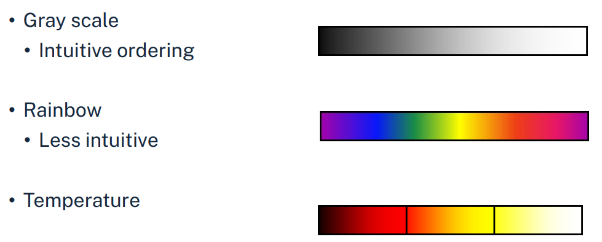 • Gray scale
• Intuitive ordering
• Rainbow
• Less intuitive
• Temperature